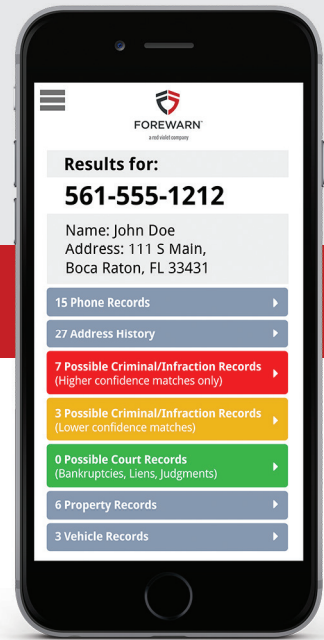 FOREWARN
a red violet company
Results for:
561-555-1212
Name: John Doe
Address: 111 S Main,
Boca Raton, FL 33431
15 Phone Records
27 Address History
7 Possible Criminal/Infraction Records
(Higher confidence matches only)
3 Possible Criminal/Infraction Records
(Lower confidence matches)
0 Possible Court Records
(Bankruptcies, Liens, Judgments)
6 Property Records
3 Vehicle Records